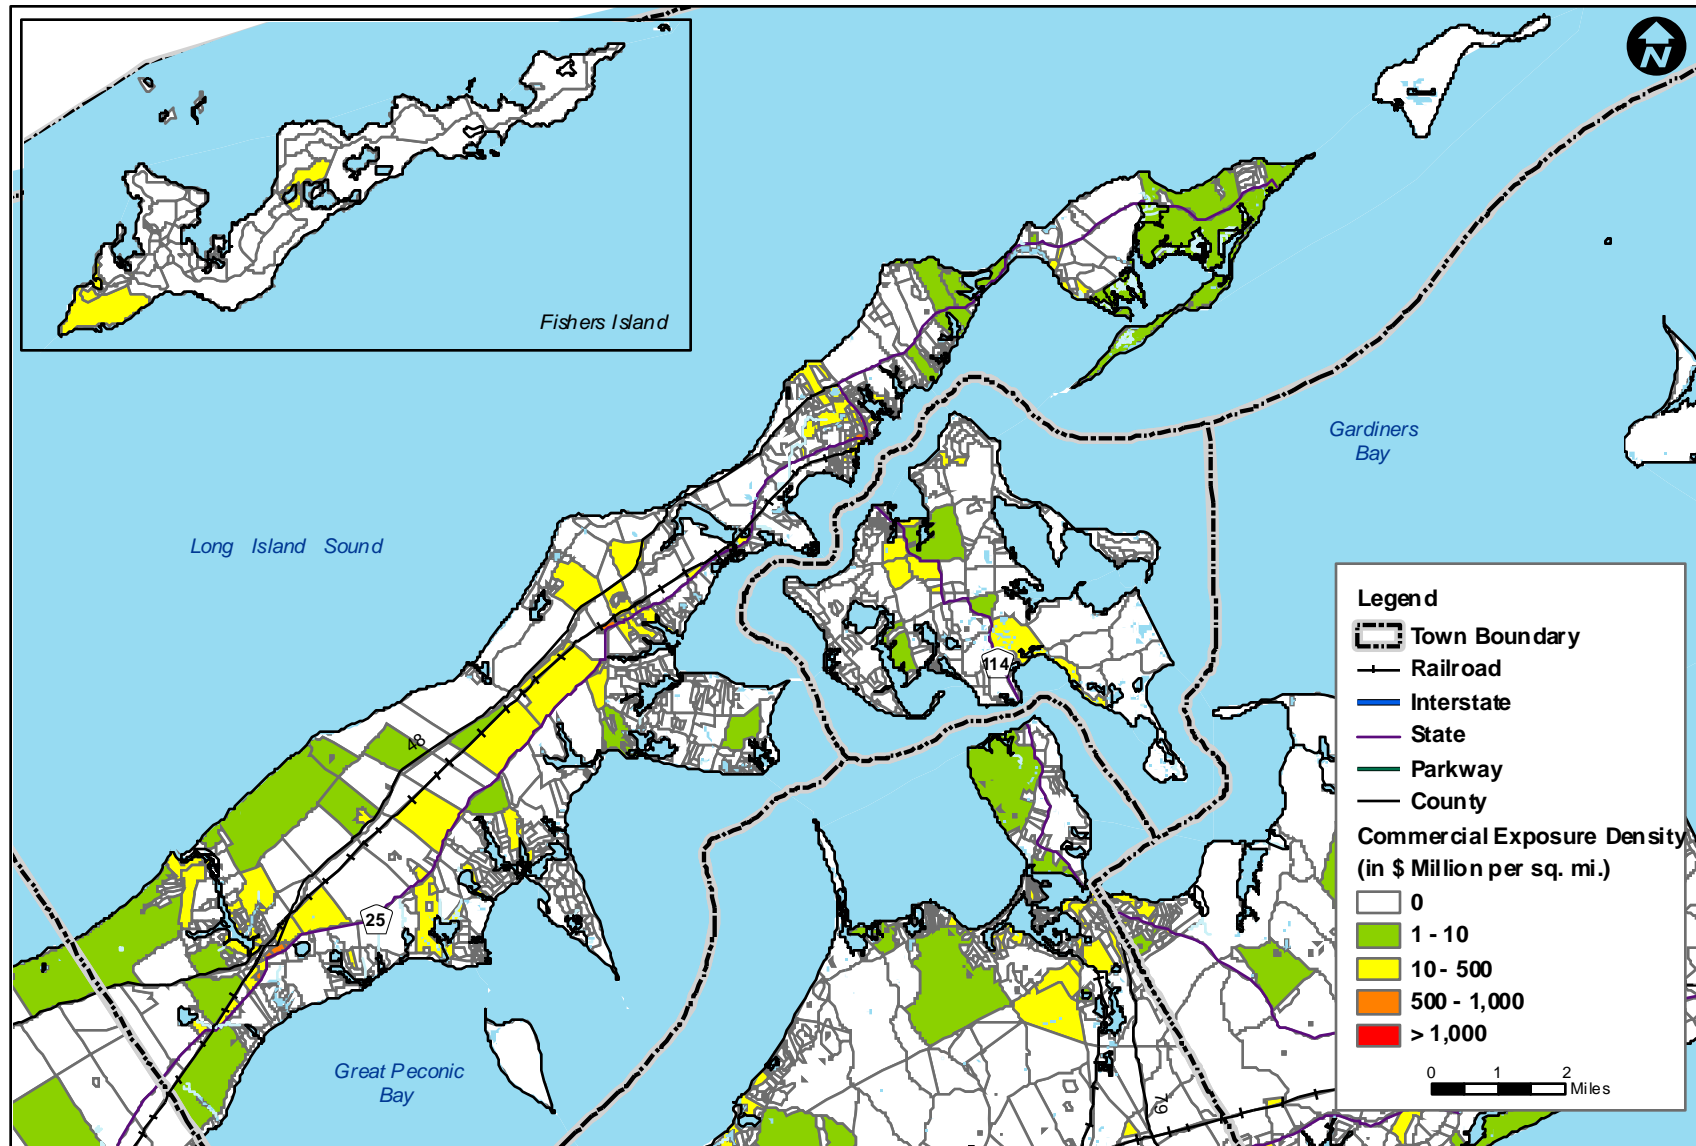 N
Fishers Island
Gardiners
Bay
Long Island Sound
114
48
25
Great Peconic
Bay
79
Legend
Town Boundary
Railroad
Interstate
State
Parkway
County
Commercial Exposure Density
(in $ Million per sq. mi.)
0
1 - 10
10 - 500
500 - 1,000
> 1,000
0 1 2
Miles